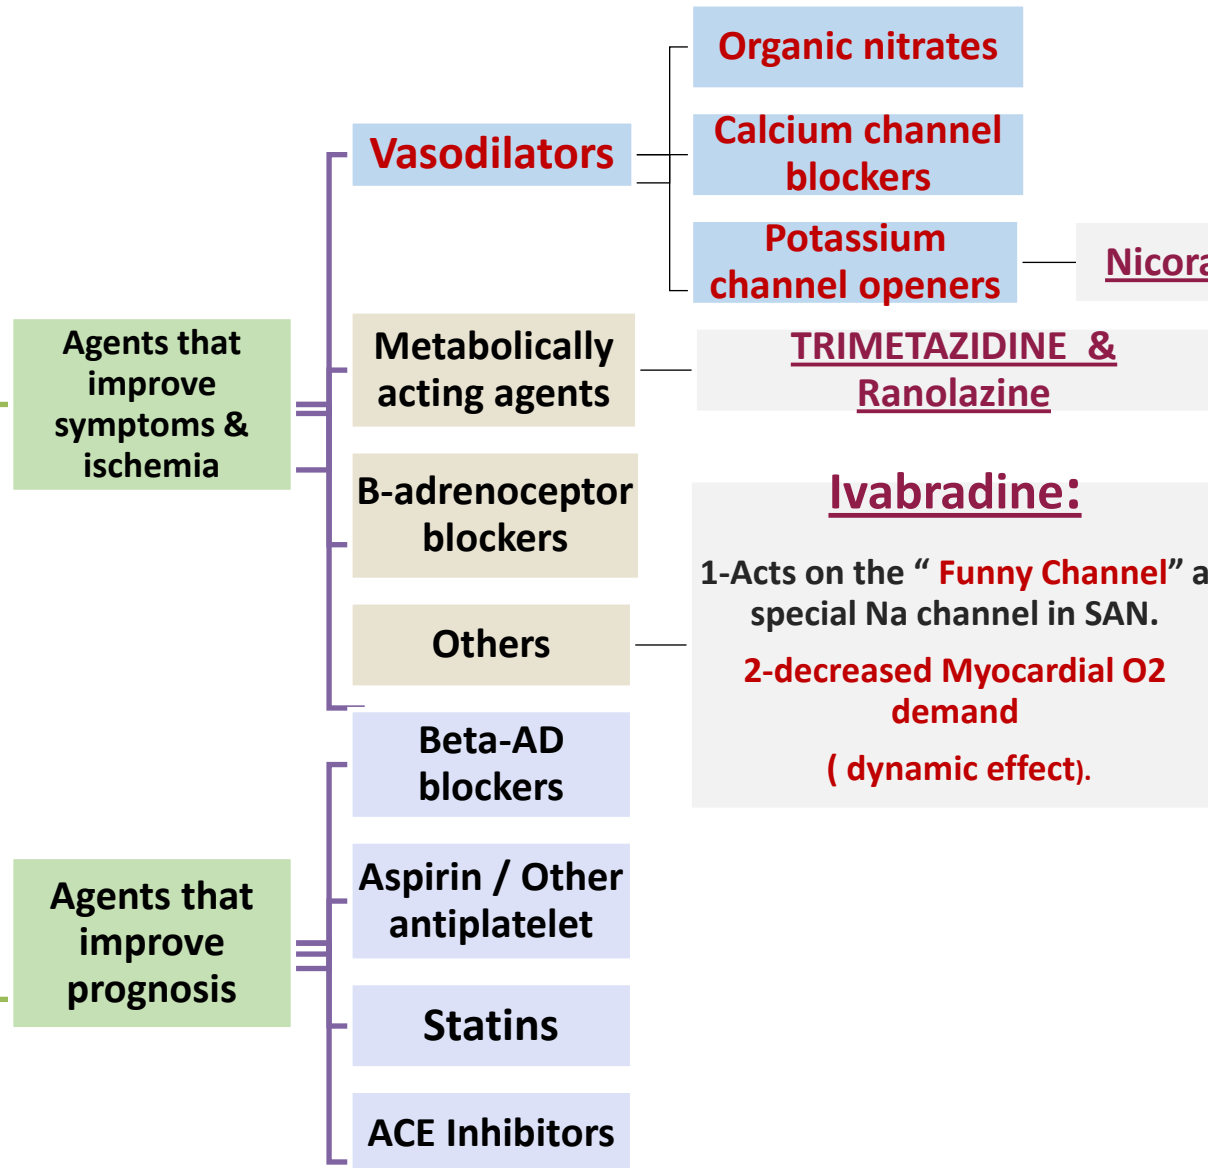 Organic nitrates
Calcium channel
blockers
Vasodilators
Potassium
channel openers
Nicora
Agents that
improve
symptoms &
ischemia
Metabolically
acting agents
TRIMETAZIDINE &
Ranolazine
B-adrenoceptor
blockers
Others
Ivabradine:
1-Acts on the “ Funny Channel” a
special Na channel in SAN.
2-decreased Myocardial O2
demand
( dynamic effect).
Agents that
improve
prognosis
Beta-AD
blockers
Aspirin / Other
antiplatelet
Statins
ACE Inhibitors